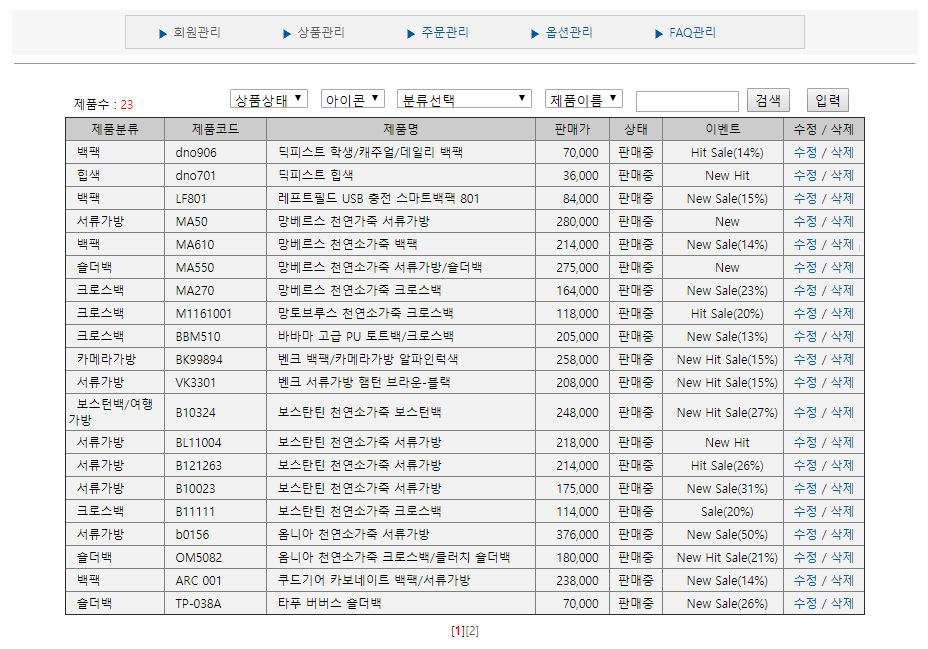 ▶ 회원관리 ▶ 상품관리 ▶ 주문관리 ▶ 옵션관리 ▶ FAQ관리
제품수 : 23 상품상태 ▼ 아이콘 ▼ 분류선택 ▼ 제품이름 ▼ 검색 입력
제품분류 제품코드 제품명 판매가 상태 이벤트 수정 / 삭제
백팩 dno906 딕피스트 학생/캐주얼/데일리 백팩 70,000 판매중 Hit Sale(14%) 수정 / 삭제
힙색 dno701 딕피스트 힙색 36,000 판매중 New Hit 수정 / 삭제
백팩 LF801 레프트필드 USB 충전 스마트백팩 801 84,000 판매중 New Sale(15%) 수정 / 삭제
서류가방 MA50 망베르스 천연가죽 서류가방 280,000 판매중 New 수정 / 삭제
백팩 MA610 망베르스 천연소가죽 백팩 214,000 판매중 New Sale(14%) 수정 / 삭제
숄더백 MA550 망베르스 천연소가죽 서류가방/숄더백 275,000 판매중 New 수정 / 삭제
크로스백 MA270 망베르스 천연소가죽 크로스백 164,000 판매중 New Sale(23%) 수정 / 삭제
크로스백 M1161001 망토브루스 천연소가죽 크로스백 118,000 판매중 Hit Sale(20%) 수정 / 삭제
크로스백 BBM510 바바마 고급 PU 토트백/크로스백 205,000 판매중 New Sale(13%) 수정 / 삭제
카메라가방 BK99894 벤크 백팩/카메라가방 알파인럭색 258,000 판매중 New Hit Sale(15%) 수정 / 삭제
서류가방 VK3301 벤크 서류가방 햄턴 브라운-블랙 208,000 판매중 New Hit Sale(15%) 수정 / 삭제
보스턴백/여행
가방 B10324 보스탄틴 천연소가죽 보스턴백 248,000 판매중 New Hit Sale(27%) 수정 / 삭제
서류가방 BL11004 보스탄틴 천연소가죽 서류가방 218,000 판매중 New Hit 수정 / 삭제
서류가방 B121263 보스탄틴 천연소가죽 서류가방 214,000 판매중 Hit Sale(26%) 수정 / 삭제
서류가방 B10023 보스탄틴 천연소가죽 서류가방 175,000 판매중 New Sale(31%) 수정 / 삭제
크로스백 B11111 보스탄틴 천연소가죽 크로스백 114,000 판매중 Sale(20%) 수정 / 삭제
서류가방 b0156 옴니아 천연소가죽 서류가방 376,000 판매중 New Sale(50%) 수정 / 삭제
숄더백 OM5082 옴니아 천연소가죽 크로스백/클러치 숄더백 180,000 판매중 New Hit Sale(21%) 수정 / 삭제
백팩 ARC 001 쿠드기어 카보네이트 백팩/서류가방 238,000 판매중 New Sale(14%) 수정 / 삭제
숄더백 TP-038A 타푸 버버스 숄더백 70,000 판매중 New Sale(26%) 수정 / 삭제
[1][2]